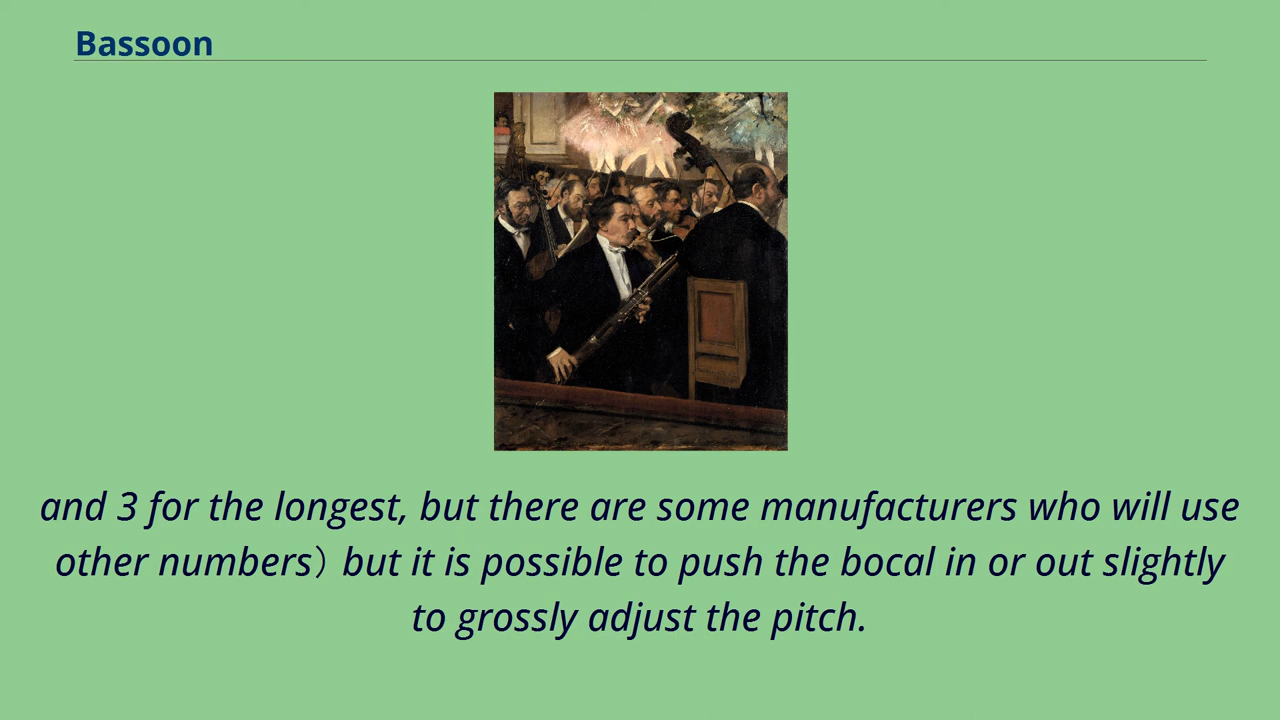 Bassoon
and 3 for the longest, but there are some manufacturers who will use
other numbers） but it is possible to push the bocal in or out slightly
to grossly adjust the pitch.